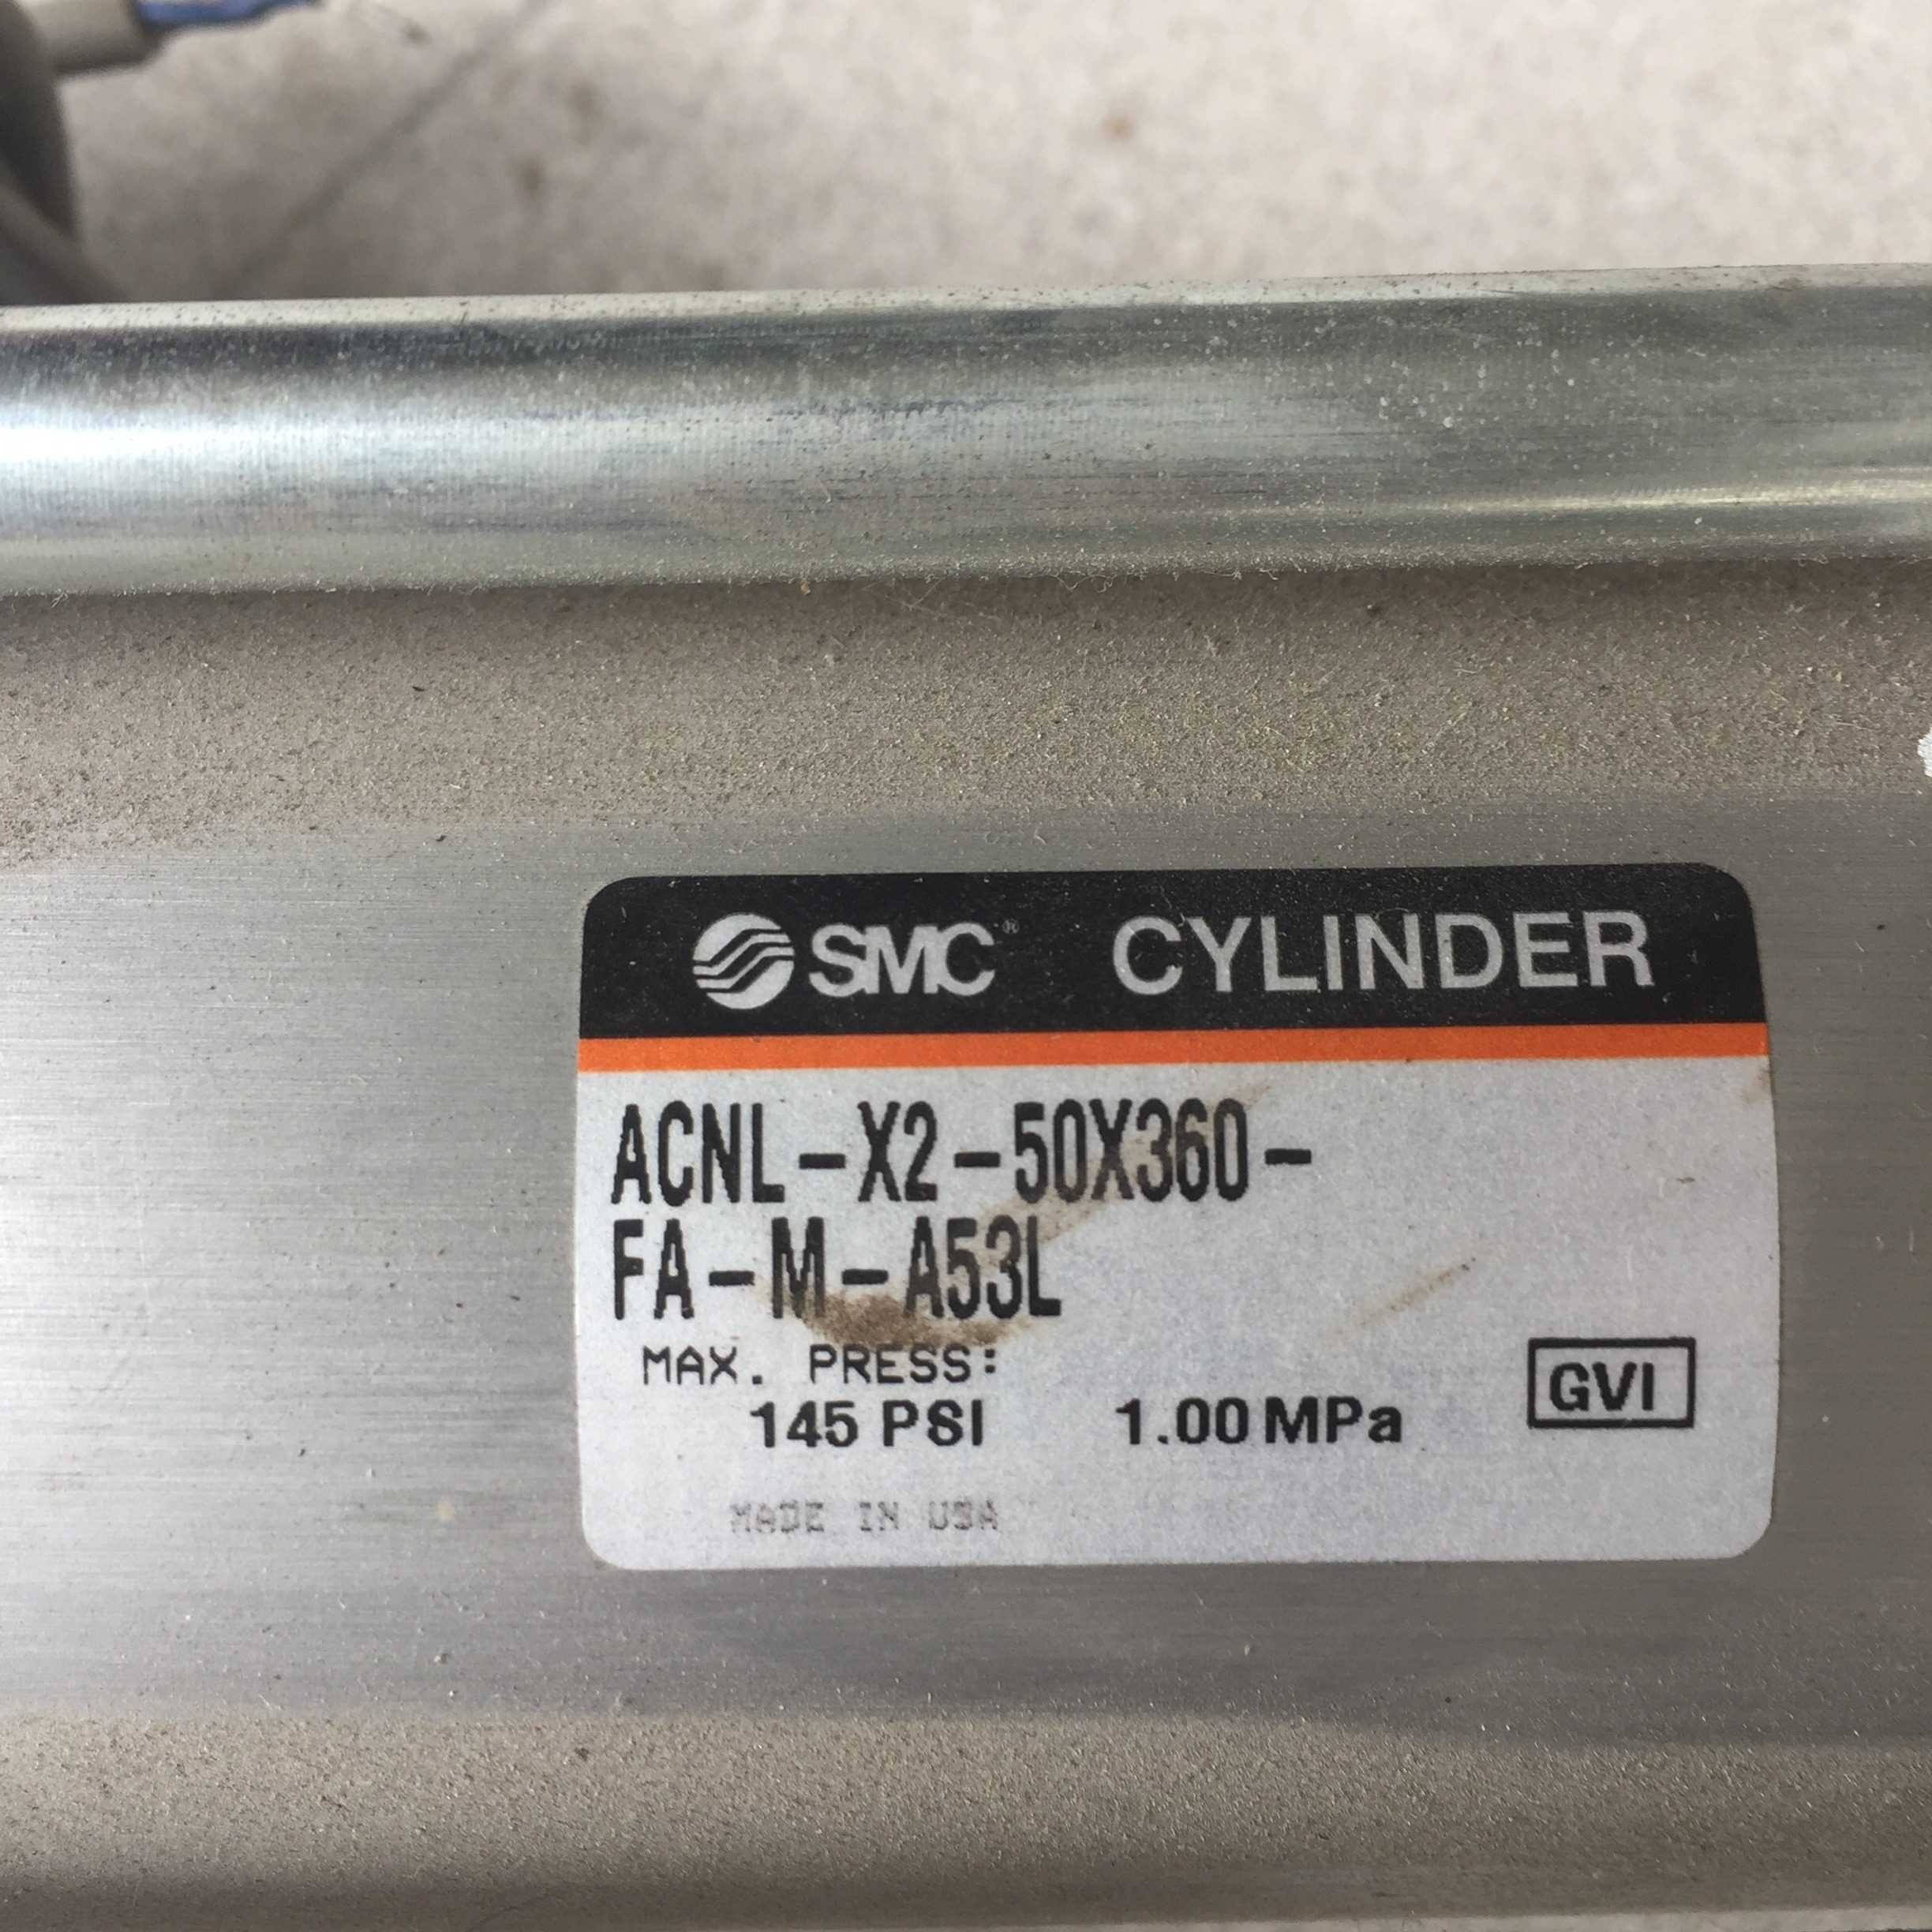 SMC® CYLINDER
ACNL-X2-50X360-
FA-M-A53L
MAX. PRESS:
145 PSI 1.00 MPa GVI
MADE IN USA